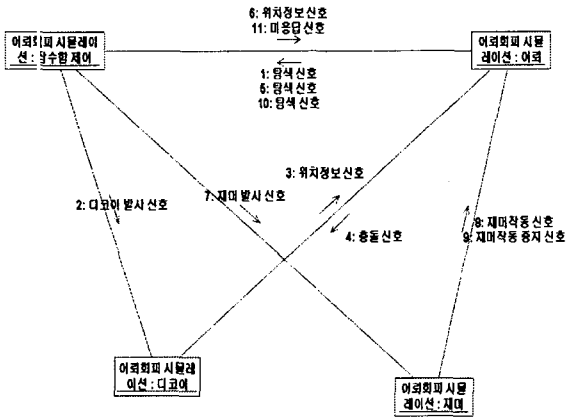 6: 위치정보 신호
11: 미응답 신호
어뢰회피 시뮬레이
션 : 잠수함 제어
어뢰회피 시뮬
레이션 : 어뢰
1: 탐색 신호
5: 탐색 신호
10: 탐색 신호
3: 위치정보 신호
7: 재머 발사 신호
2: 디코이 발사 신호
4: 충돌 신호
8: 재머작동 신호
9: 재머작동 중지 신호
어뢰회피 시뮬레
이션 : 디코이
어뢰회피 시뮬
레이션 : 재머